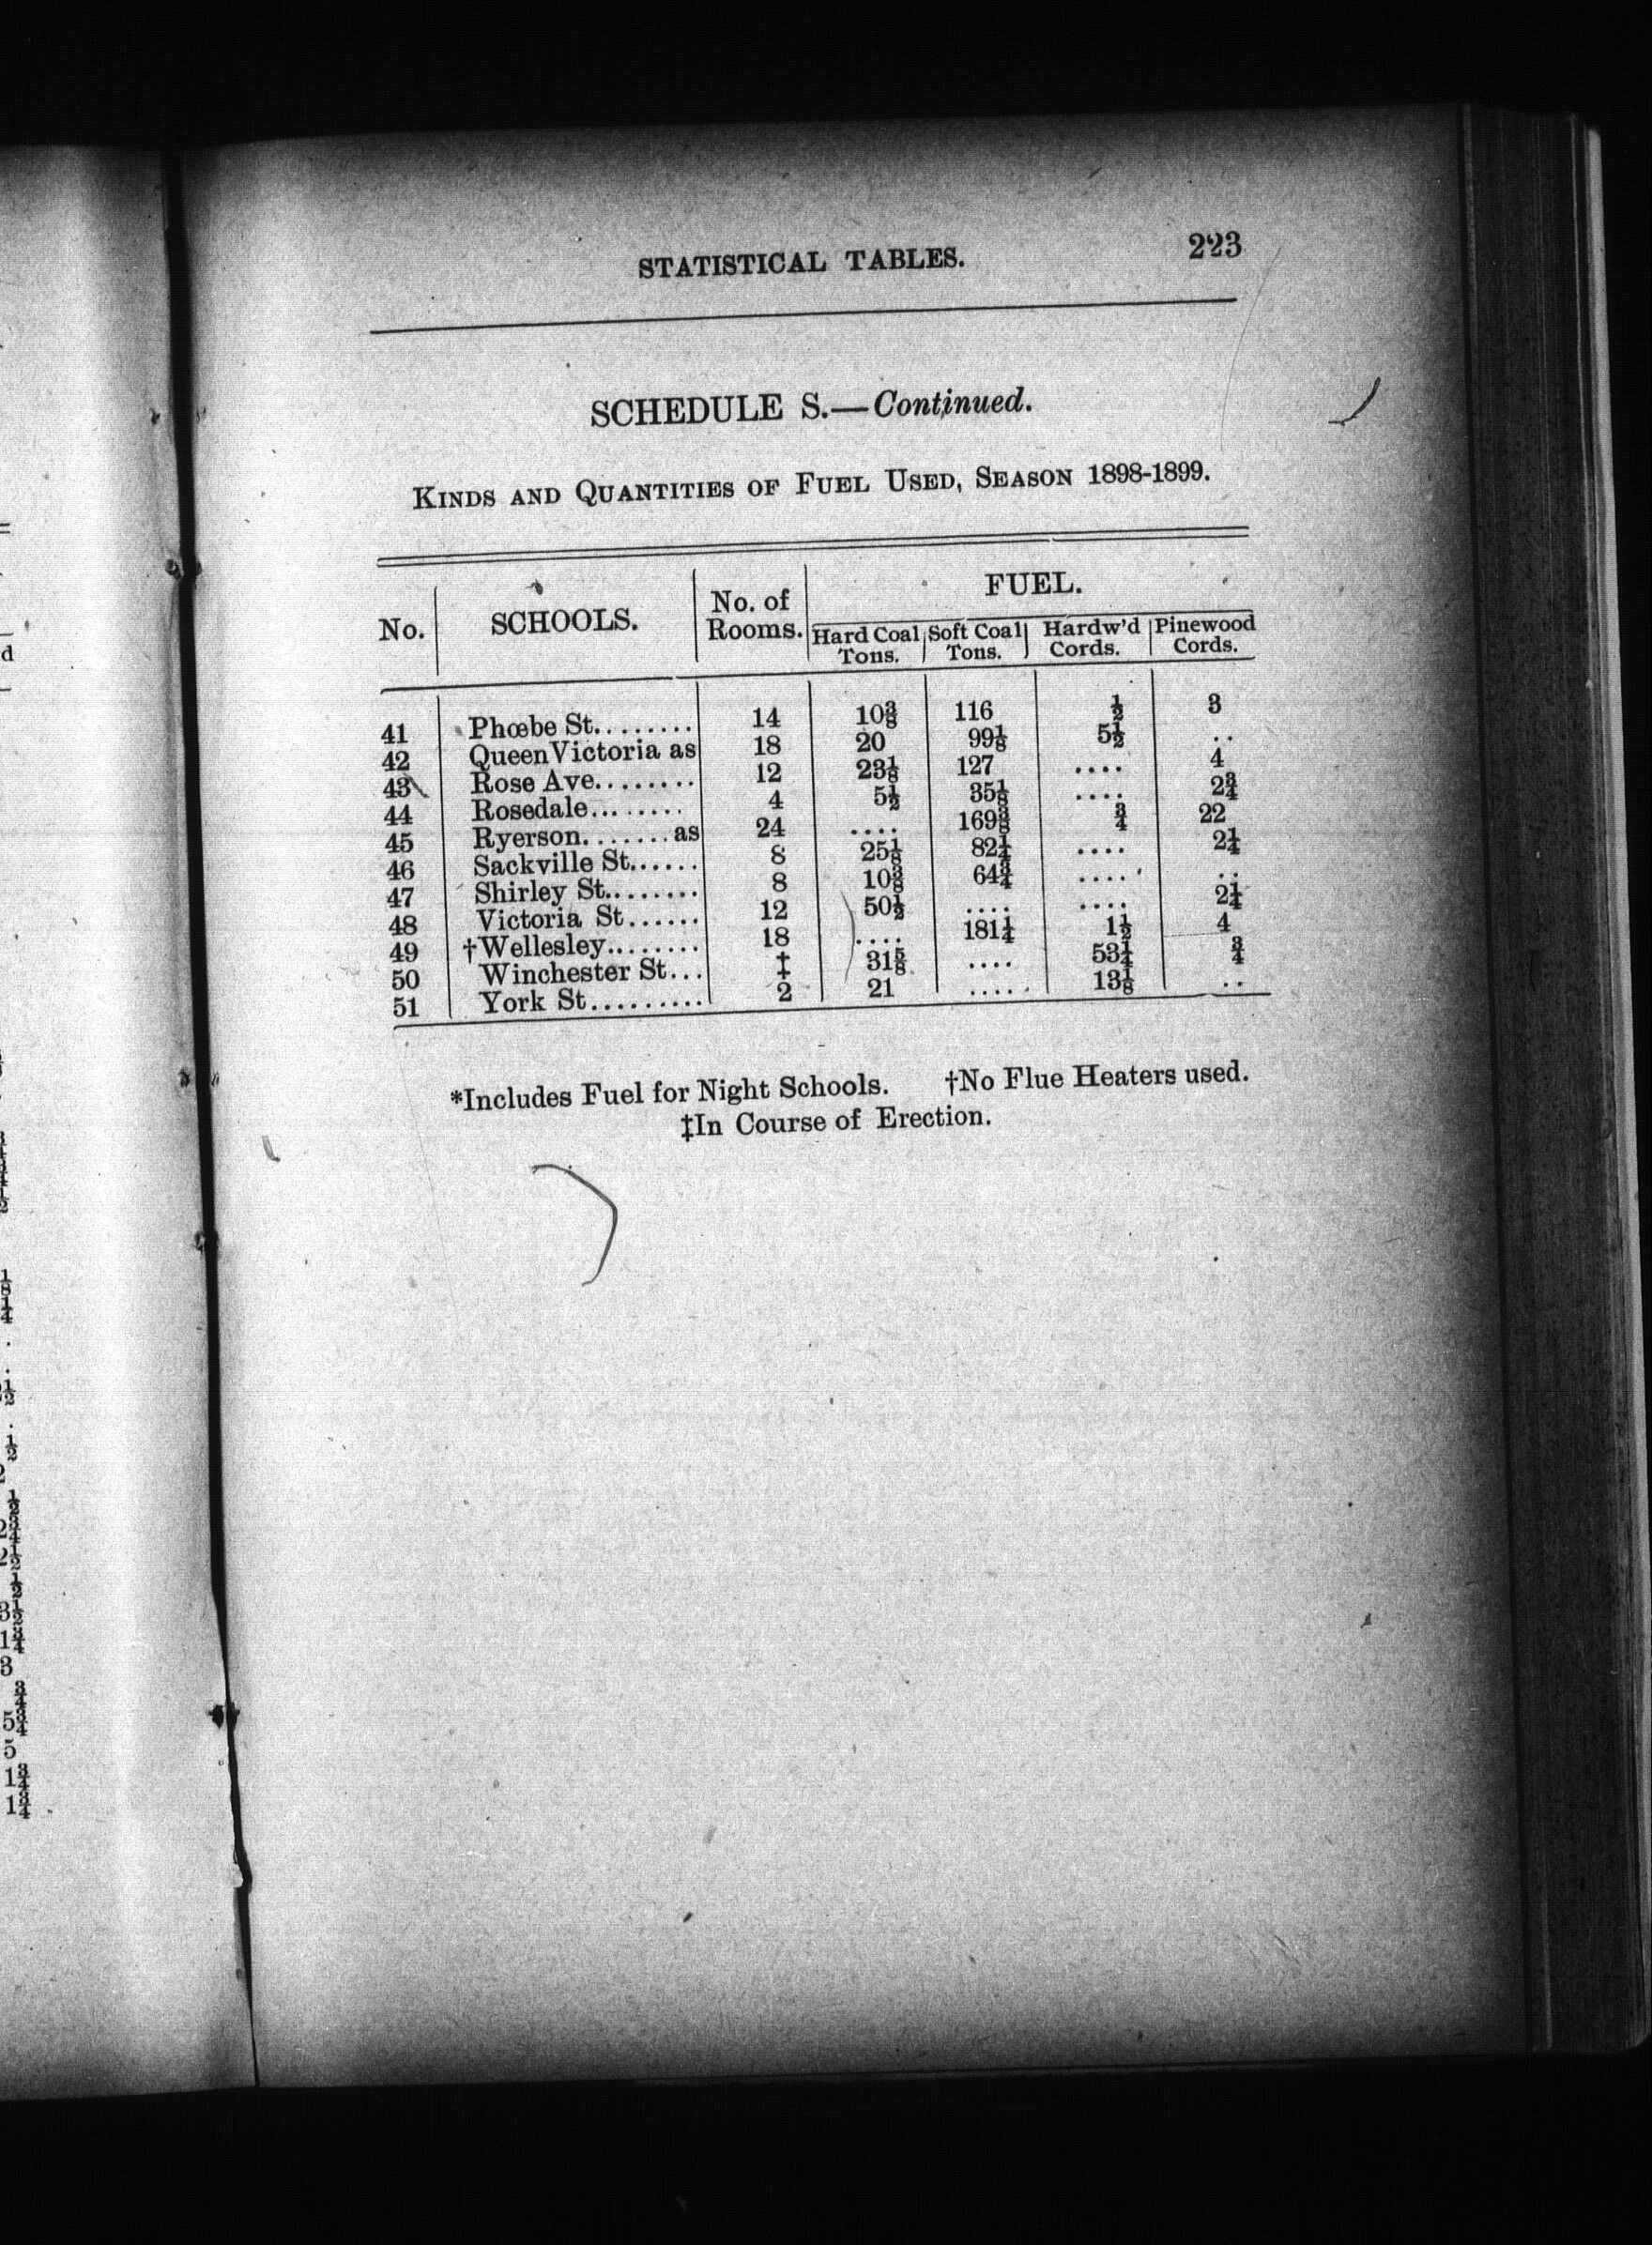 STATISTICAL TABLES. 223
SCHEDULE S.—Continued.
KINDS AND QUANTITIES OF FUEL USED, SEASON 1898-1899.
No. SCHOOLS. No. of Rooms. FUEL.
Hard Coal Tons. Soft Coal Tons. Hardw'd Cords. Pinewood Cords.
41 Phœbe St........ 14 10⅜ 116 ½ 3
42 Queen Victoria as 18 20 99⅛ 5½ ..
43 Rose Ave........ 12 23⅛ 127 .... 4
44 Rosedale........ 4 5½ 35⅛ .... 2¾
45 Ryerson.......as 24 .... 169⅜ ¾ 22
46 Sackville St...... 8 25⅛ 82¼ .... 2¼
47 Shirley St........ 8 10⅜ 64¾ .... ..
48 Victoria St...... 12 50½ .... .... 2¼
49 †Wellesley........ 18 .... 181¼ 1½ 4
50 Winchester St... ‡ 31⅝ .... 53¼ ¾
51 York St......... 2 21 ..... 13⅛ ..
*Includes Fuel for Night Schools. †No Flue Heaters used.
‡In Course of Erection.